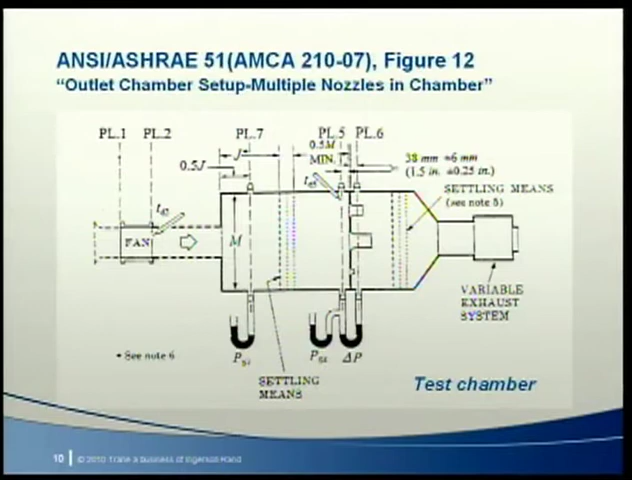 ANSI/ASHRAE 51(AMCA 210-07), Figure 12
“Outlet Chamber Setup-Multiple Nozzles in Chamber”
PL.1 PL.2 PL.7 PL.5 PL.6
0.5M
MIN.
J
38 mm ±6 mm
(1.5 in. ±0.25 in.)
0.5J
SETTLING MEANS
(see note 5)
FAN
M
VARIABLE
EXHAUST
SYSTEM
• See note 6
ΔP
SETTLING
MEANS
Test chamber
10 © 2010 Trane a business of Ingersoll Rand